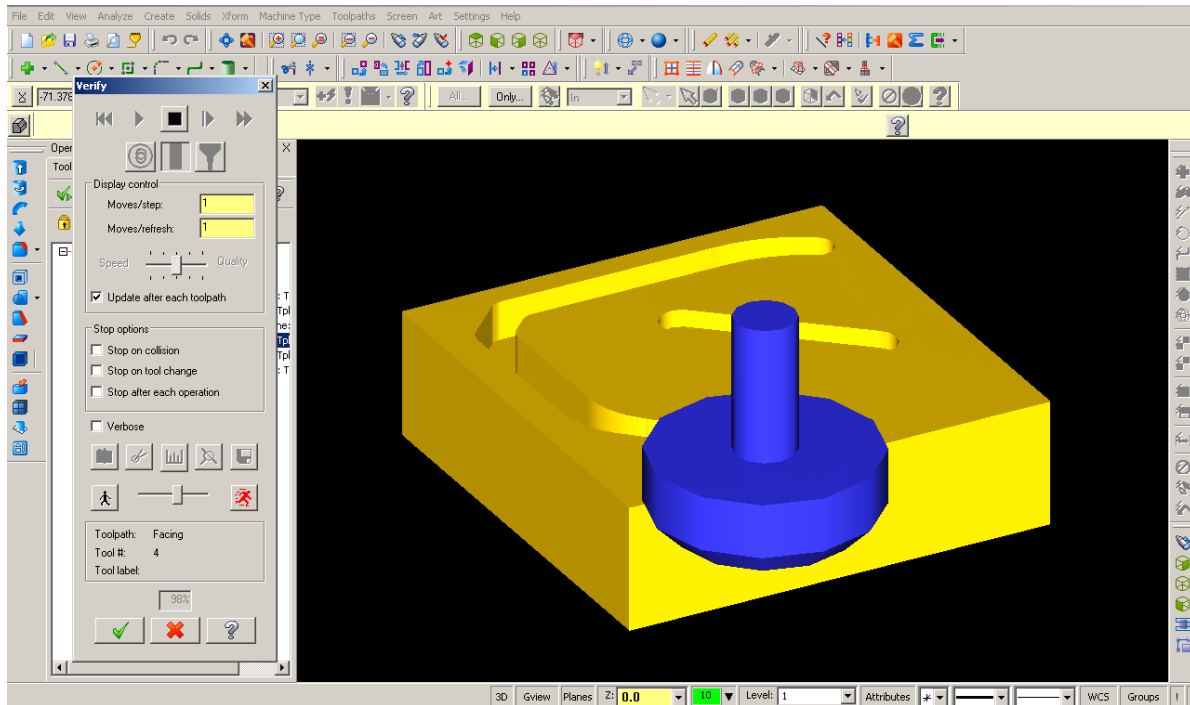 File Edit View Analyze Create Solids Xform Machine Type Toolpaths Screen Art Settings Help
-71.378
All...
Only...
In
Verify
Display control
Moves/step: 1
Moves/refresh: 1
Speed Quality
Update after each toolpath
Stop options
Stop on collision
Stop on tool change
Stop after each operation
Verbose
Toolpath: Facing
Tool #: 4
Tool label:
98%
3D Gview Planes Z: 0.0 10 Level: 1 Attributes WCS Groups